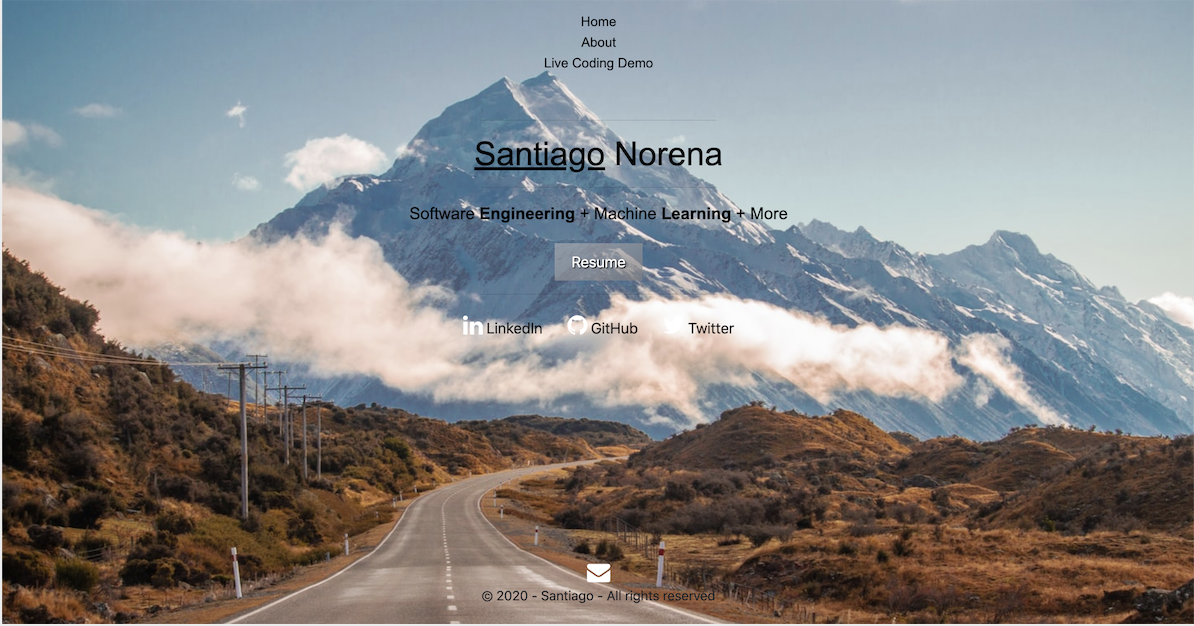 Home
About
Live Coding Demo
Santiago Norena
Software Engineering + Machine Learning + More
Resume
LinkedIn GitHub Twitter
© 2020 - Santiago - All rights reserved